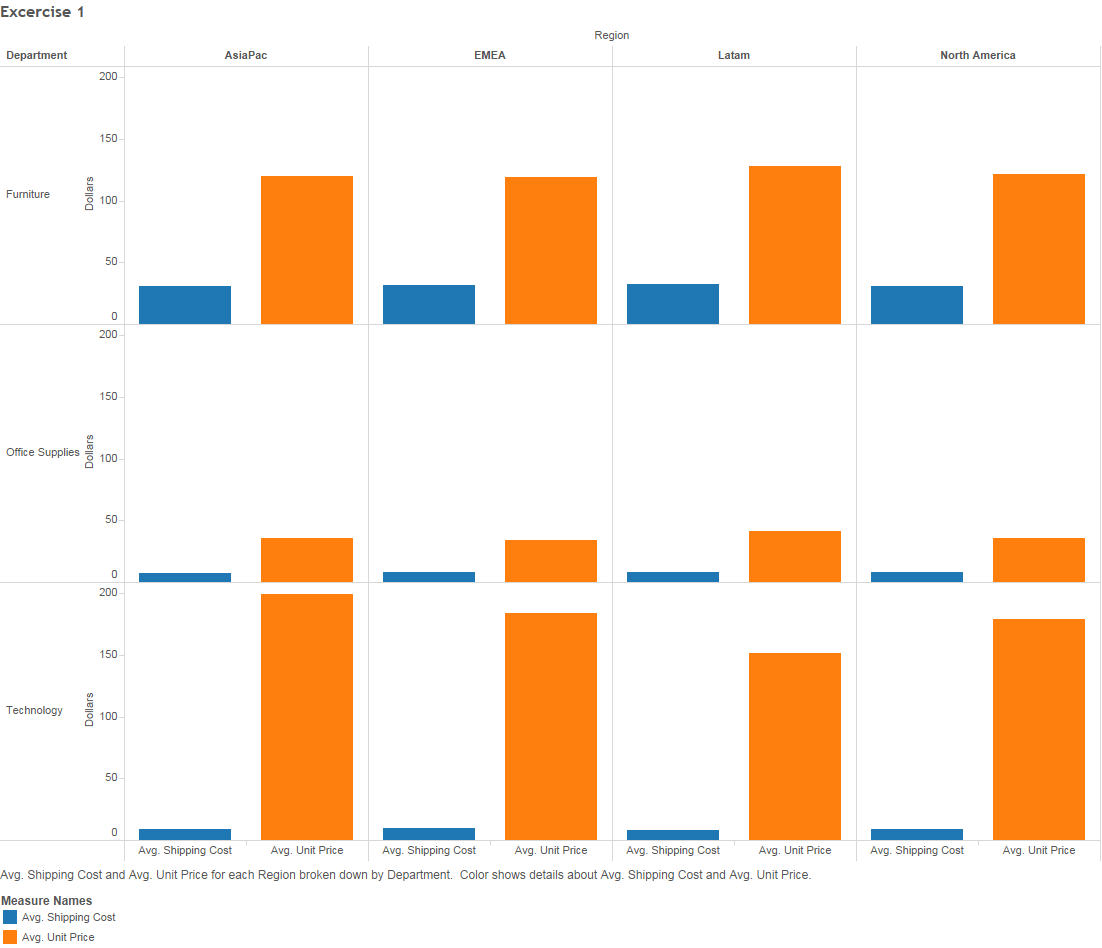 Excercise 1
Region
Department AsiaPac EMEA Latam North America
200
150
Furniture Dollars 100
50
0
200
150
Office Supplies Dollars 100
50
0
200
150
Technology Dollars 100
50
0
Avg. Shipping Cost Avg. Unit Price Avg. Shipping Cost Avg. Unit Price Avg. Shipping Cost Avg. Unit Price Avg. Shipping Cost Avg. Unit Price
Avg. Shipping Cost and Avg. Unit Price for each Region broken down by Department.  Color shows details about Avg. Shipping Cost and Avg. Unit Price.
Measure Names
Avg. Shipping Cost
Avg. Unit Price